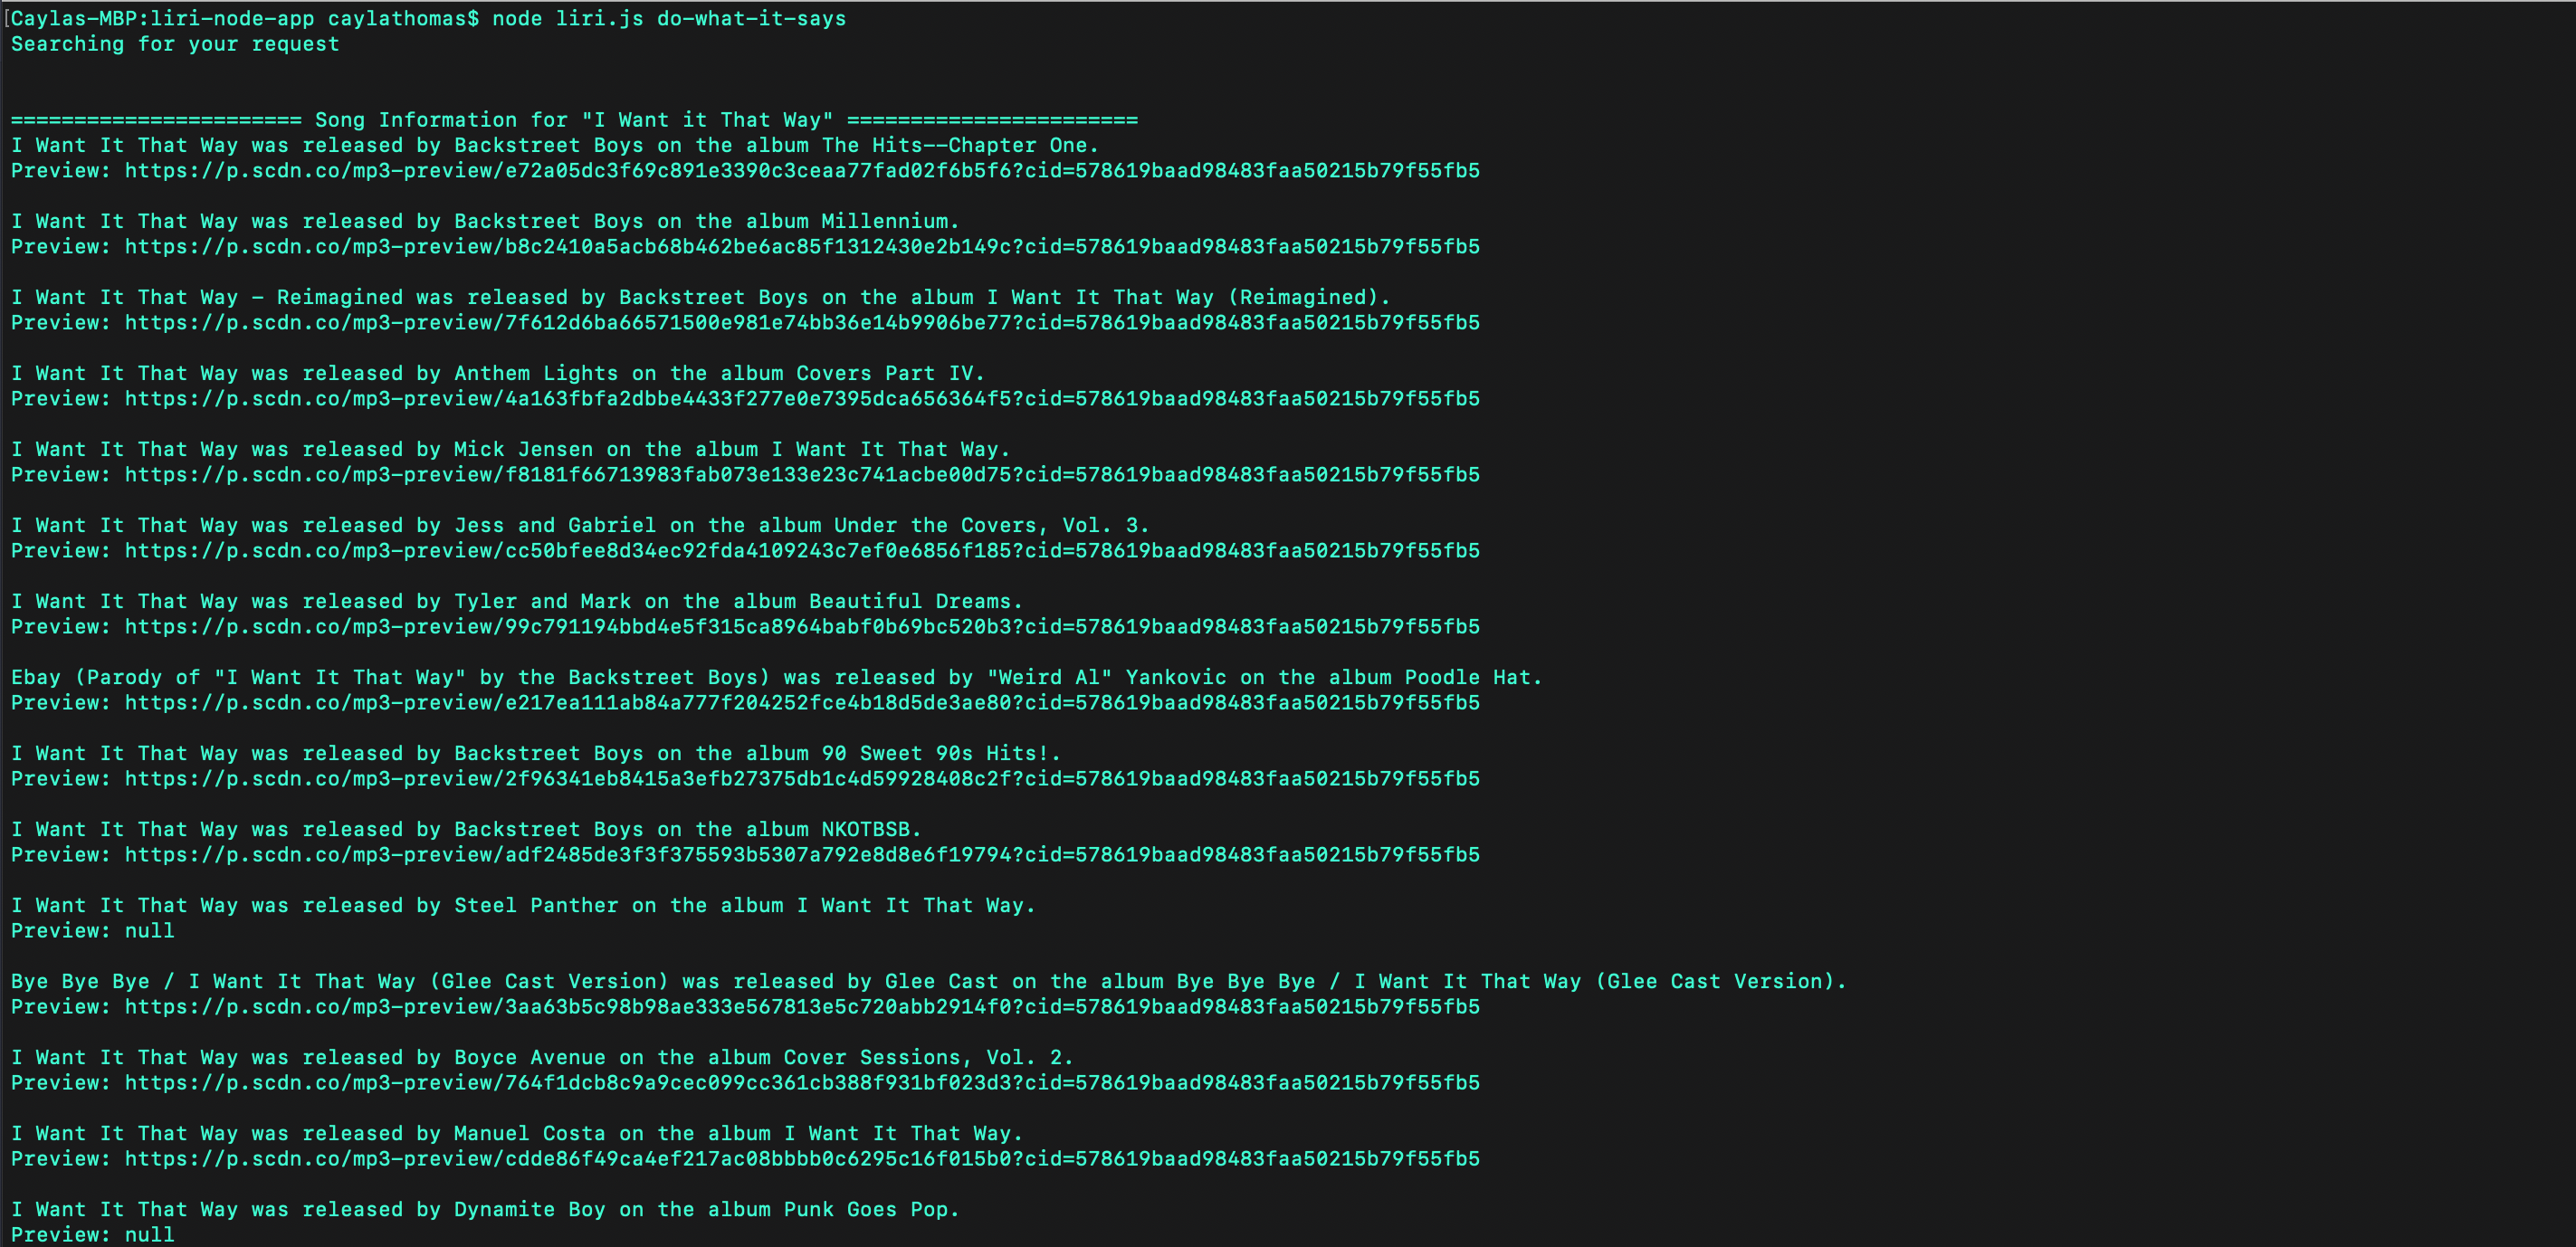 [Caylas-MBP:liri-node-app caylathomas$ node liri.js do-what-it-says
Searching for your request
======================= Song Information for "I Want it That Way" =======================
I Want It That Way was released by Backstreet Boys on the album The Hits--Chapter One.
Preview: https://p.scdn.co/mp3-preview/e72a05dc3f69c891e3390c3ceaa77fad02f6b5f6?cid=578619baad98483faa50215b79f55fb5
I Want It That Way was released by Backstreet Boys on the album Millennium.
Preview: https://p.scdn.co/mp3-preview/b8c2410a5acb68b462be6ac85f1312430e2b149c?cid=578619baad98483faa50215b79f55fb5
I Want It That Way - Reimagined was released by Backstreet Boys on the album I Want It That Way (Reimagined).
Preview: https://p.scdn.co/mp3-preview/7f612d6ba66571500e981e74bb36e14b9906be77?cid=578619baad98483faa50215b79f55fb5
I Want It That Way was released by Anthem Lights on the album Covers Part IV.
Preview: https://p.scdn.co/mp3-preview/4a163fbfa2dbbe4433f277e0e7395dca656364f5?cid=578619baad98483faa50215b79f55fb5
I Want It That Way was released by Mick Jensen on the album I Want It That Way.
Preview: https://p.scdn.co/mp3-preview/f8181f66713983fab073e133e23c741acbe00d75?cid=578619baad98483faa50215b79f55fb5
I Want It That Way was released by Jess and Gabriel on the album Under the Covers, Vol. 3.
Preview: https://p.scdn.co/mp3-preview/cc50bfee8d34ec92fda4109243c7ef0e6856f185?cid=578619baad98483faa50215b79f55fb5
I Want It That Way was released by Tyler and Mark on the album Beautiful Dreams.
Preview: https://p.scdn.co/mp3-preview/99c791194bbd4e5f315ca8964babf0b69bc520b3?cid=578619baad98483faa50215b79f55fb5
Ebay (Parody of "I Want It That Way" by the Backstreet Boys) was released by "Weird Al" Yankovic on the album Poodle Hat.
Preview: https://p.scdn.co/mp3-preview/e217ea111ab84a777f204252fce4b18d5de3ae80?cid=578619baad98483faa50215b79f55fb5
I Want It That Way was released by Backstreet Boys on the album 90 Sweet 90s Hits!.
Preview: https://p.scdn.co/mp3-preview/2f96341eb8415a3efb27375db1c4d59928408c2f?cid=578619baad98483faa50215b79f55fb5
I Want It That Way was released by Backstreet Boys on the album NKOTBSB.
Preview: https://p.scdn.co/mp3-preview/adf2485de3f3f375593b5307a792e8d8e6f19794?cid=578619baad98483faa50215b79f55fb5
I Want It That Way was released by Steel Panther on the album I Want It That Way.
Preview: null
Bye Bye Bye / I Want It That Way (Glee Cast Version) was released by Glee Cast on the album Bye Bye Bye / I Want It That Way (Glee Cast Version).
Preview: https://p.scdn.co/mp3-preview/3aa63b5c98b98ae333e567813e5c720abb2914f0?cid=578619baad98483faa50215b79f55fb5
I Want It That Way was released by Boyce Avenue on the album Cover Sessions, Vol. 2.
Preview: https://p.scdn.co/mp3-preview/764f1dcb8c9a9cec099cc361cb388f931bf023d3?cid=578619baad98483faa50215b79f55fb5
I Want It That Way was released by Manuel Costa on the album I Want It That Way.
Preview: https://p.scdn.co/mp3-preview/cdde86f49ca4ef217ac08bbbb0c6295c16f015b0?cid=578619baad98483faa50215b79f55fb5
I Want It That Way was released by Dynamite Boy on the album Punk Goes Pop.
Preview: null